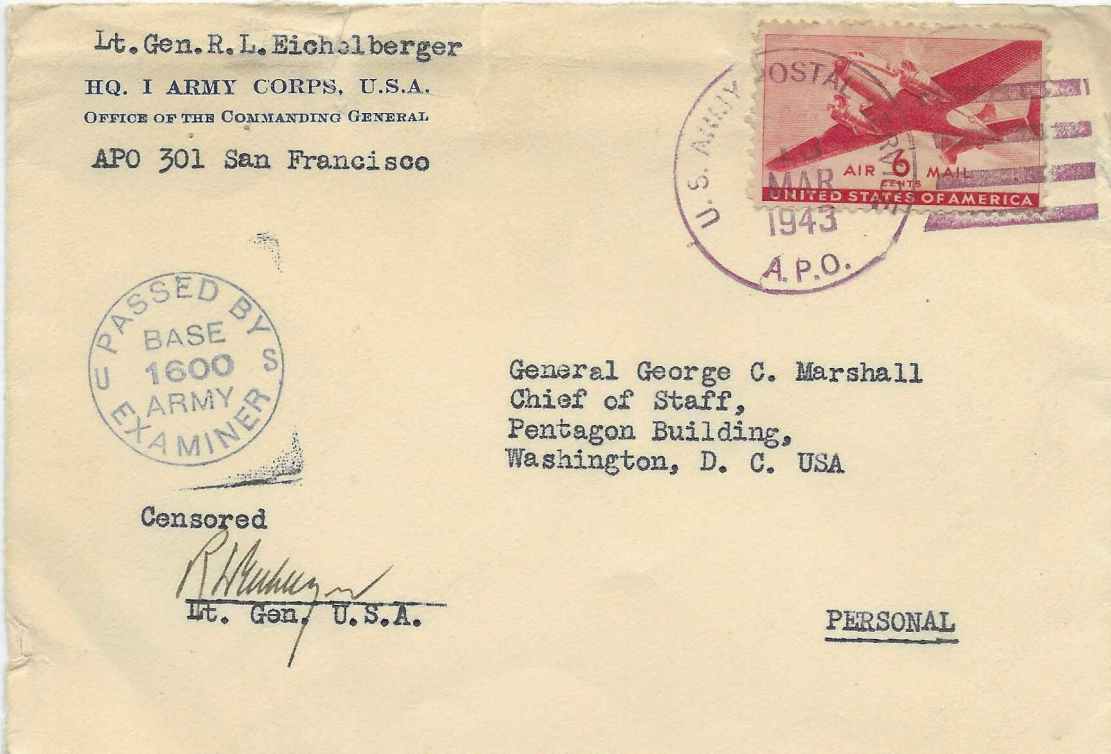 Lt. Gen. R. L. Eichelberger
HQ. I ARMY CORPS, U.S.A.
OFFICE OF THE COMMANDING GENERAL
APO 301 San Francisco
U.S. ARMY POSTAL SERVICE
MAR
1943
A.P.O.
AIR 6 MAIL
CENTS
UNITED STATES OF AMERICA
PASSED BY
BASE
1600
ARMY
U S
EXAMINER
General George C. Marshall
Chief of Staff,
Pentagon Building,
Washington, D. C. USA
Censored
Lt. Gen. U.S.A.
PERSONAL